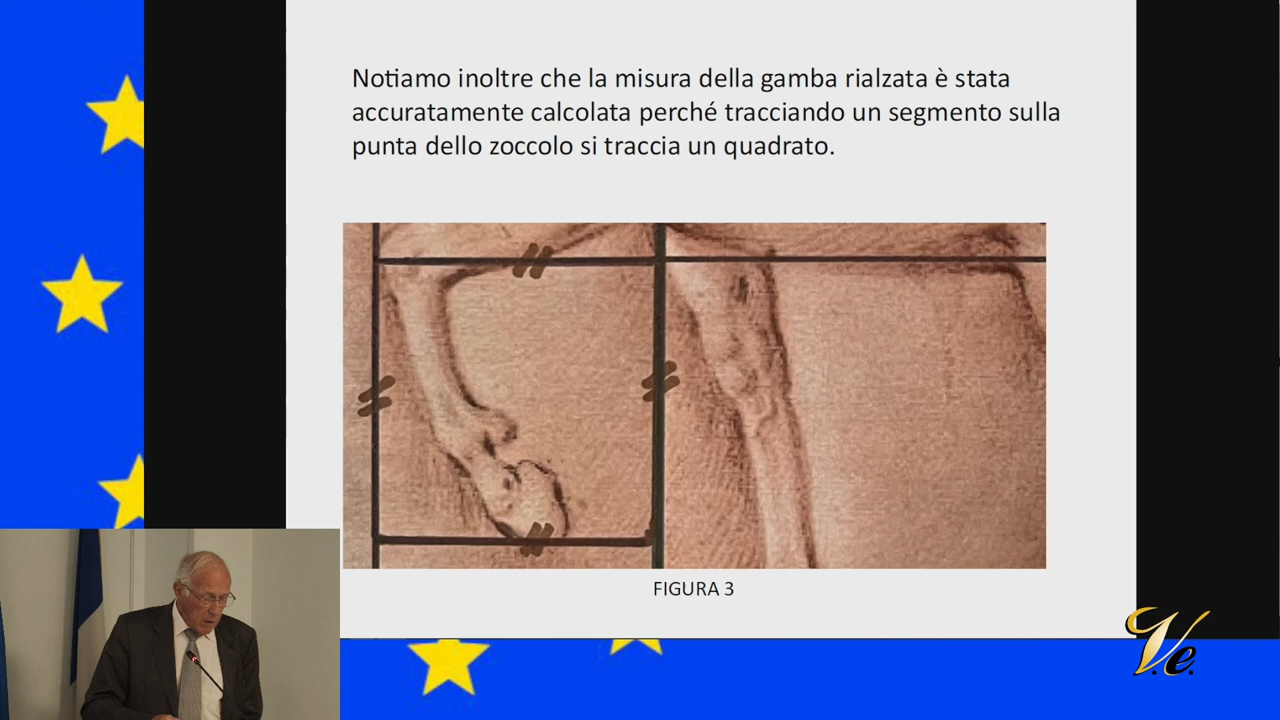 Notiamo inoltre che la misura della gamba rialzata è stata
accuratamente calcolata perché tracciando un segmento sulla
punta dello zoccolo si traccia un quadrato.
FIGURA 3
V.e.